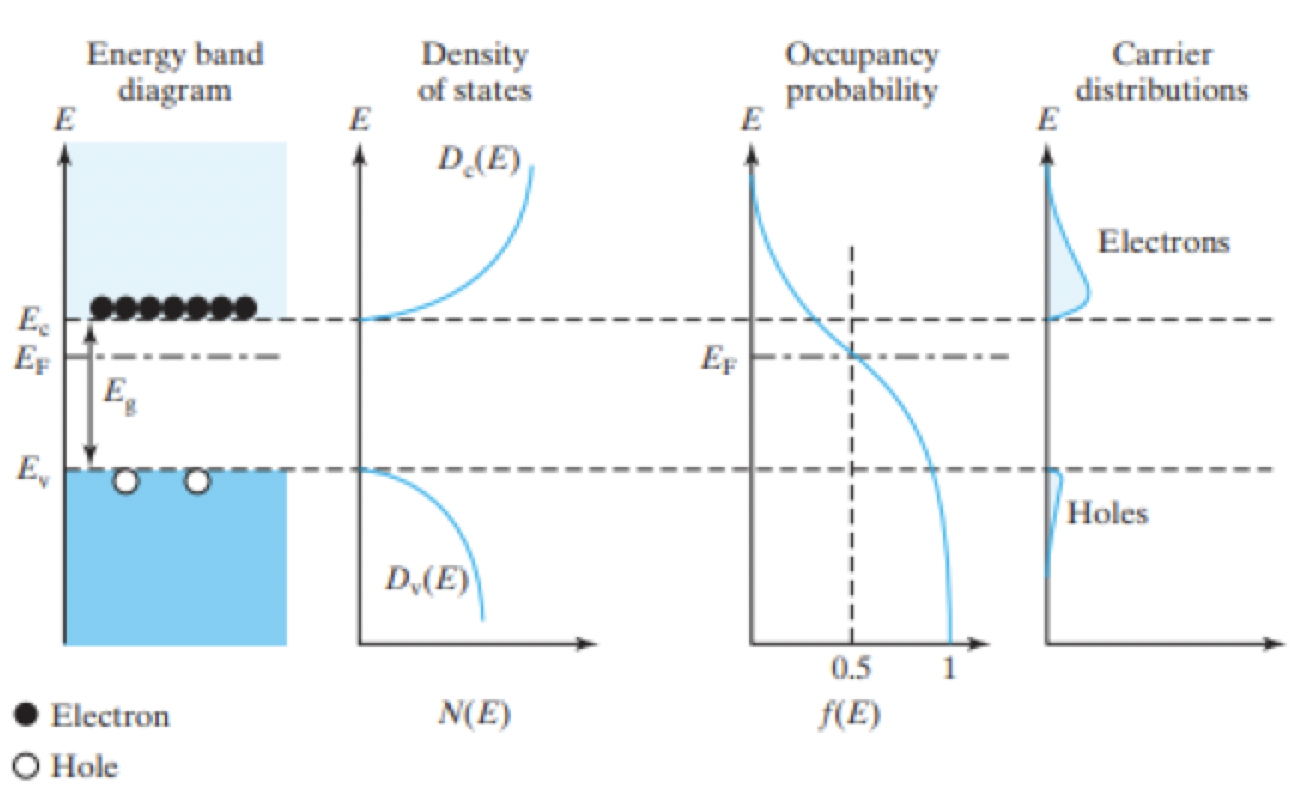 Energy band
diagram
Density
of states
Occupancy
probability
Carrier
distributions
E
E
E
E
D_c(E)
Electrons
E_c
E_F
E_F
E_g
E_v
Holes
D_v(E)
0.5
1
Electron
N(E)
f(E)
Hole